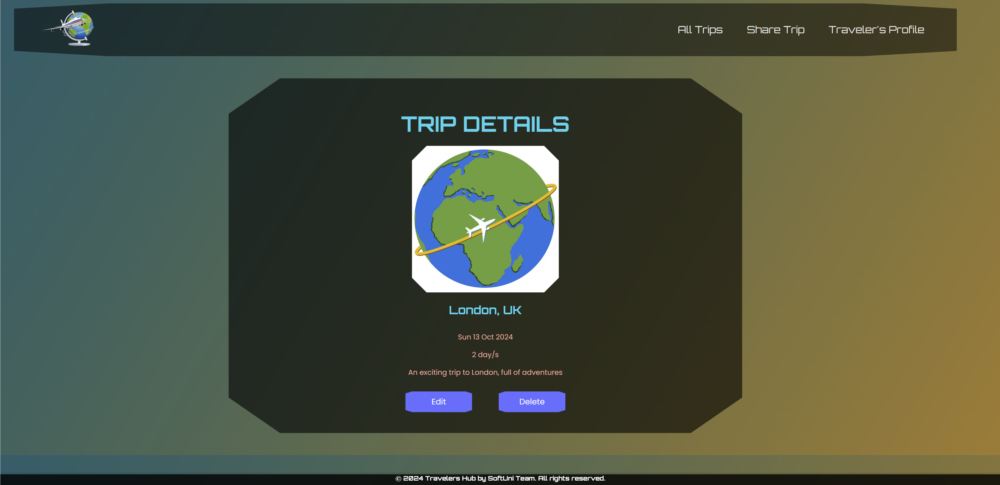 All Trips Share Trip Traveler's Profile
TRIP DETAILS
London, UK
Sun 13 Oct 2024
2 day/s
An exciting trip to London, full of adventures
Edit Delete
© 2024 Travelers Hub by SoftUni Team. All rights reserved.